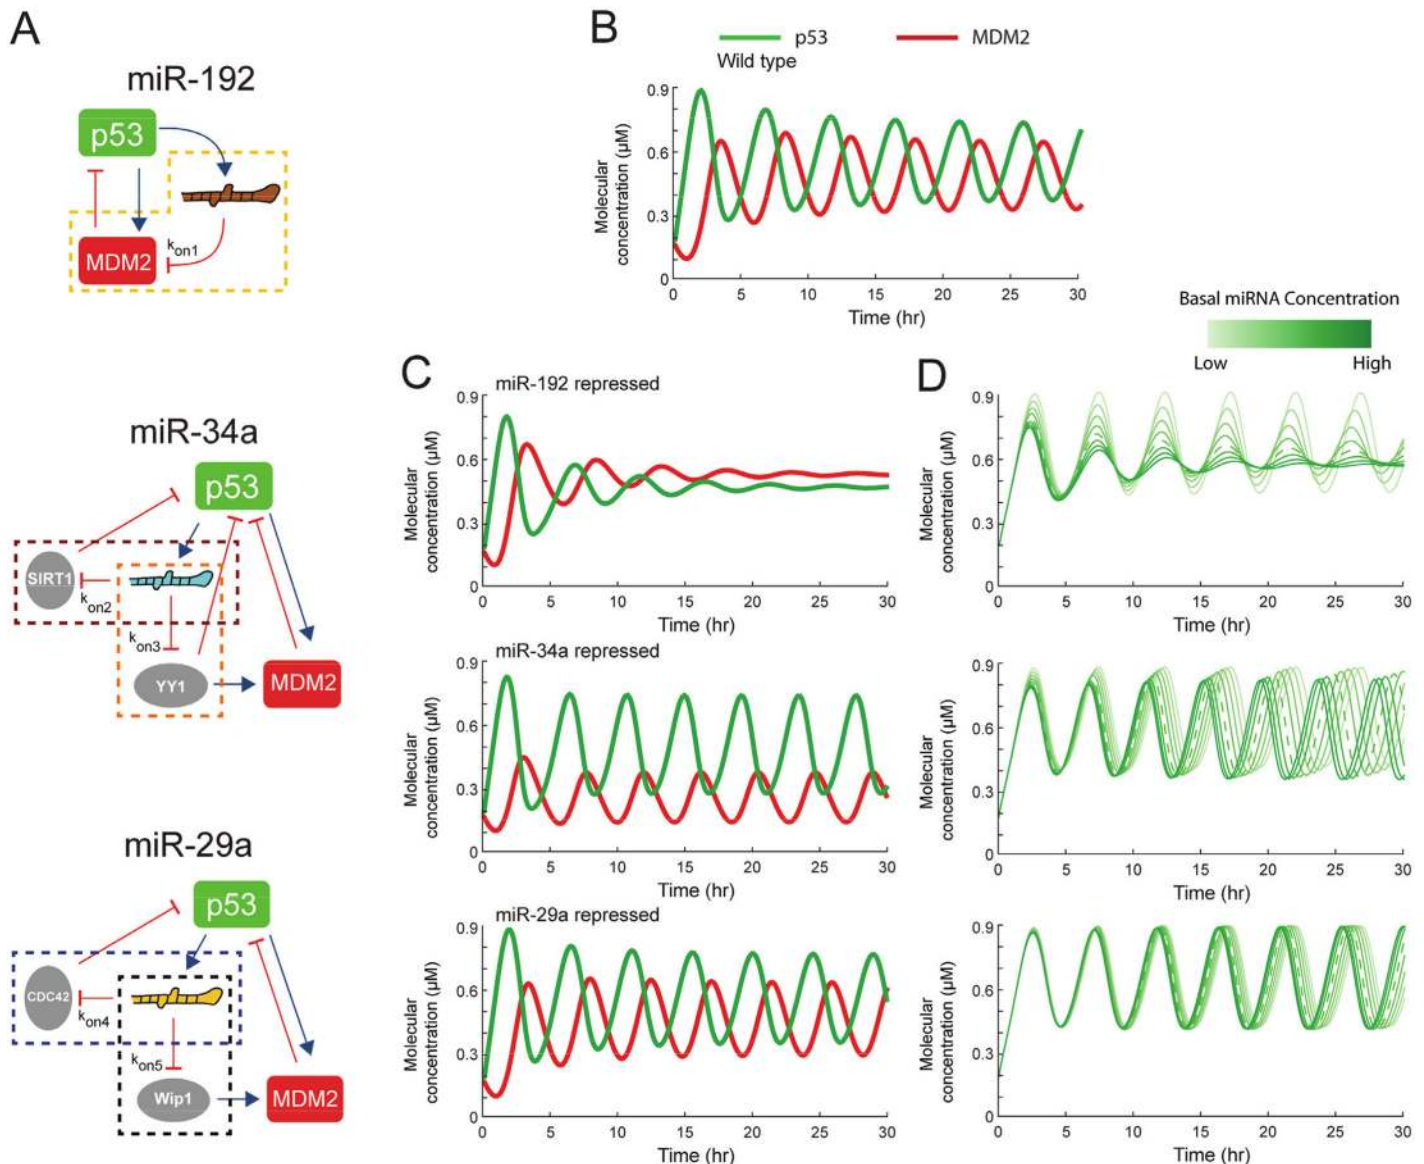 A
miR-192
p53
MDM2
kon1
miR-34a
p53
SIRT1
kon2
kon3
YY1
MDM2
miR-29a
p53
CDC42
kon4
kon5
Wip1
MDM2
B
p53
MDM2
Wild type
Molecular
concentration (µM)
0.9
0.6
0.3
0
0 5 10 15 20 25 30
Time (hr)
Basal miRNA Concentration
Low High
C
miR-192 repressed
Molecular
concentration (µM)
0.9
0.6
0.3
0
0 5 10 15 20 25 30
Time (hr)
miR-34a repressed
Molecular
concentration (µM)
0.9
0.6
0.3
0
0 5 10 15 20 25 30
Time (hr)
miR-29a repressed
Molecular
concentration (µM)
0.9
0.6
0.3
0
0 5 10 15 20 25 30
Time (hr)
D
Molecular
concentration (µM)
0.9
0.6
0.3
0
0 5 10 15 20 25 30
Time (hr)
Molecular
concentration (µM)
0.9
0.6
0.3
0
0 5 10 15 20 25 30
Time (hr)
Molecular
concentration (µM)
0.9
0.6
0.3
0
0 5 10 15 20 25 30
Time (hr)